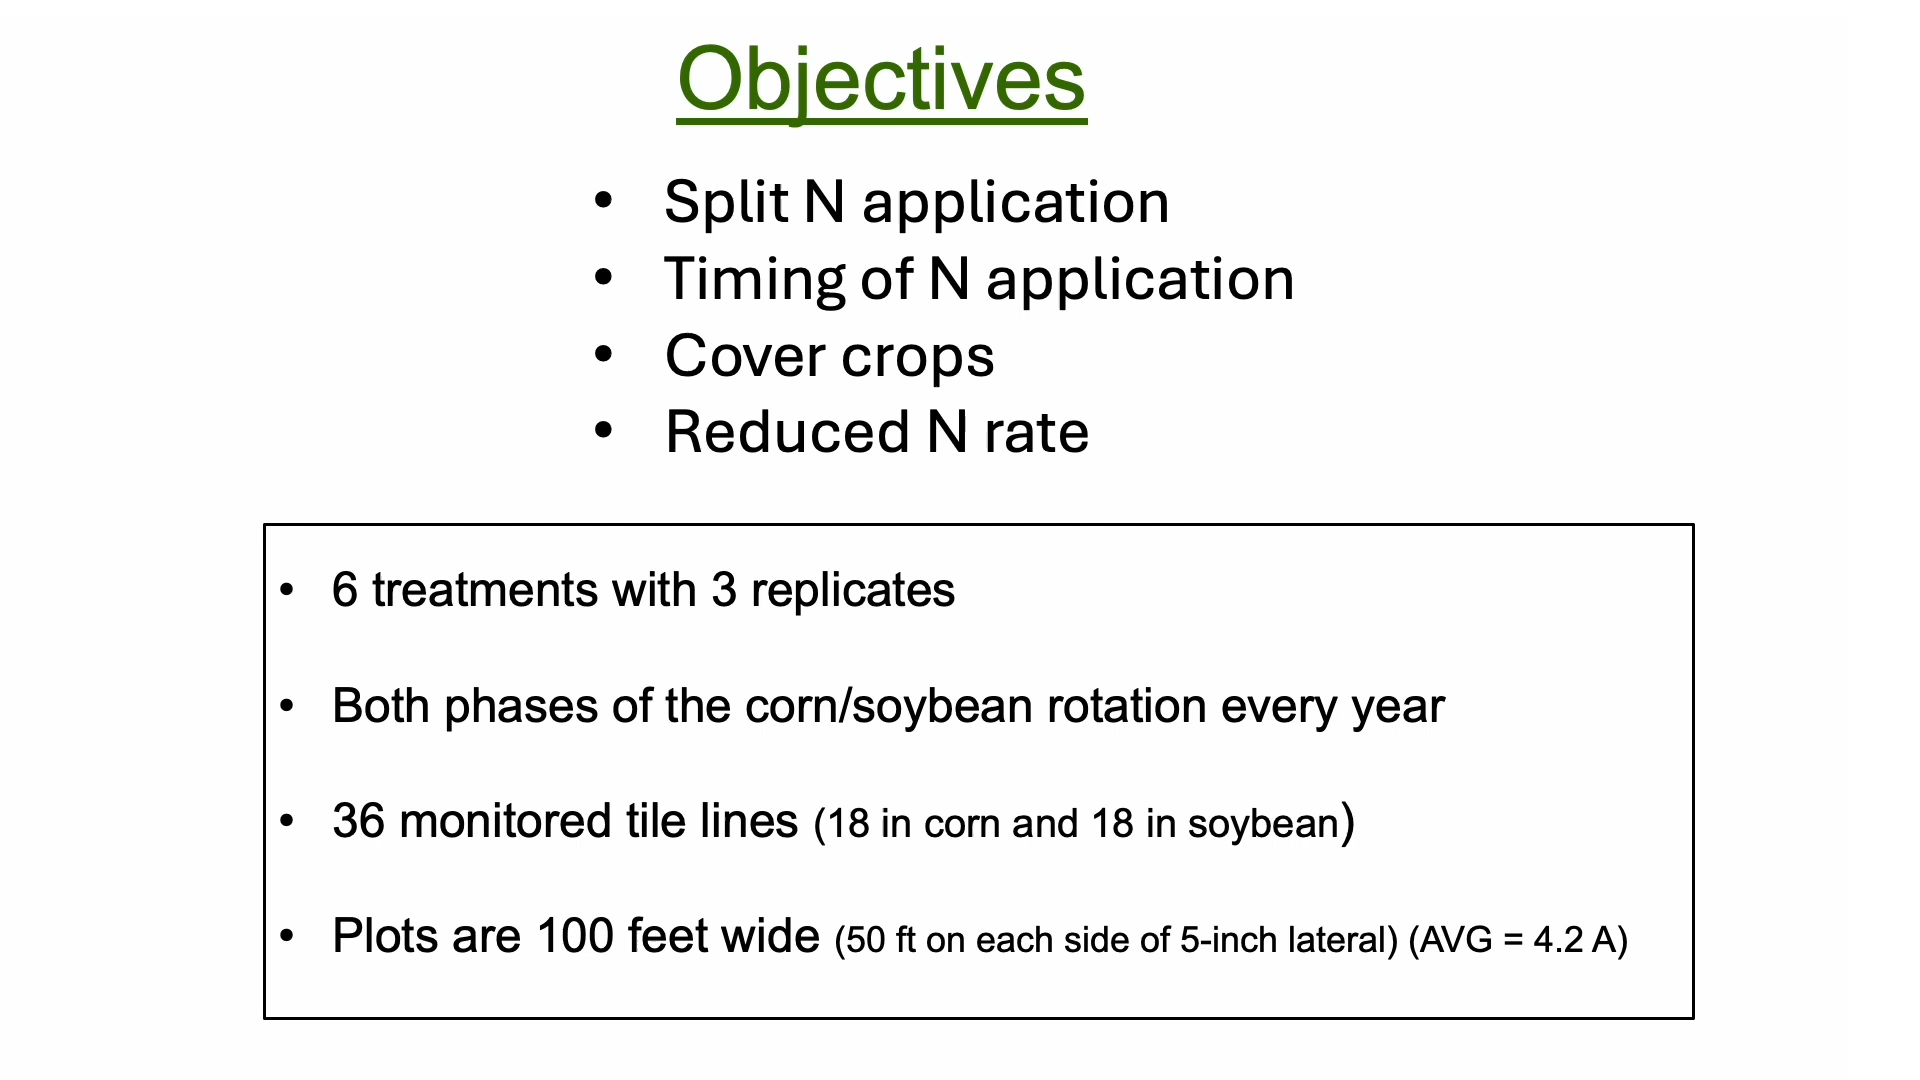 Objectives
• Split N application
• Timing of N application
• Cover crops
• Reduced N rate
• 6 treatments with 3 replicates
• Both phases of the corn/soybean rotation every year
• 36 monitored tile lines (18 in corn and 18 in soybean)
• Plots are 100 feet wide (50 ft on each side of 5-inch lateral) (AVG = 4.2 A)